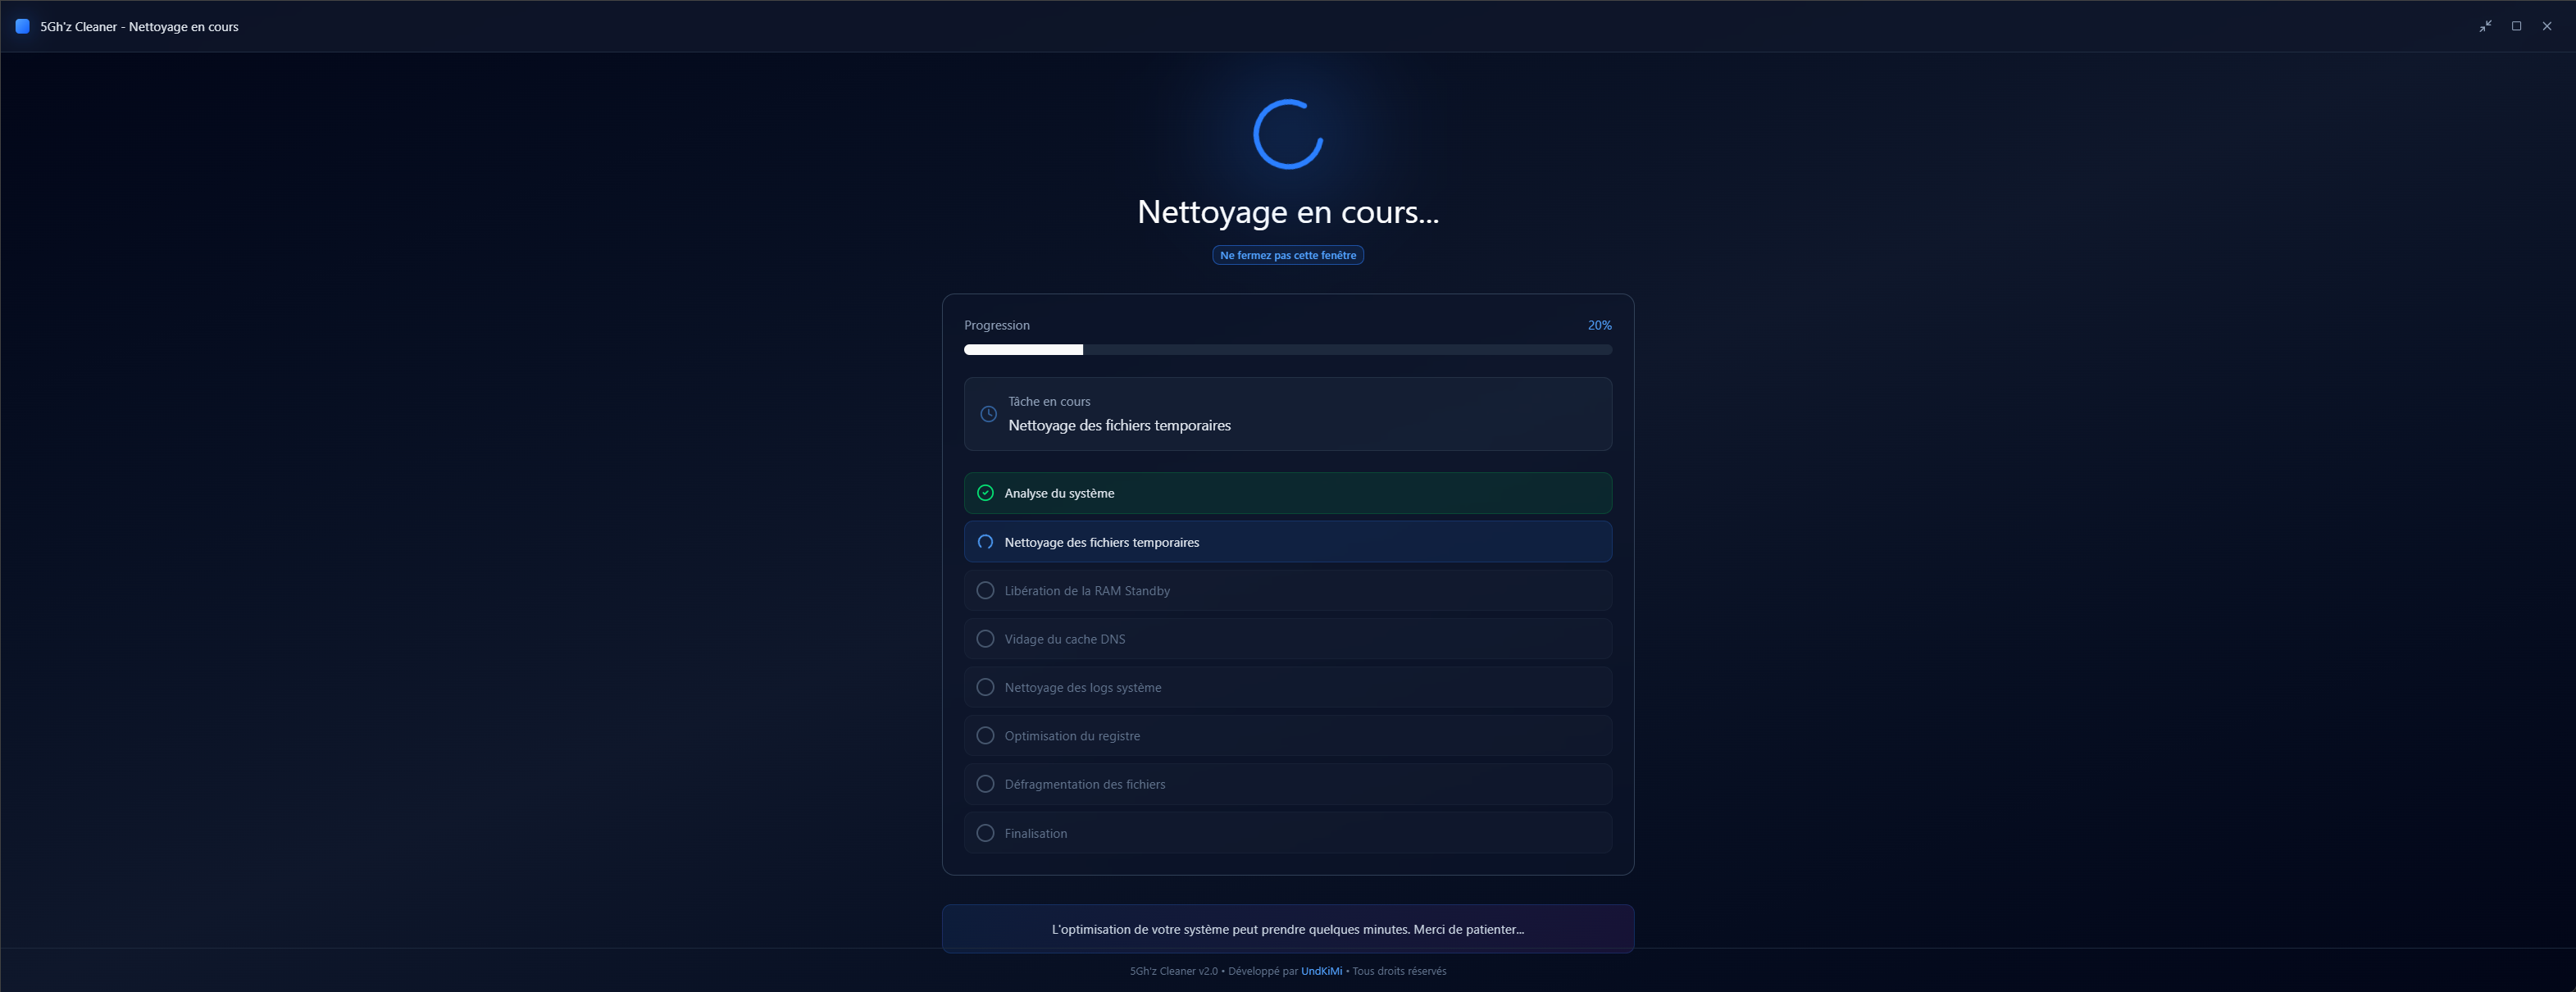 5Gh'z Cleaner - Nettoyage en cours
Nettoyage en cours...
Ne fermez pas cette fenêtre
Progression 20%
Tâche en cours
Nettoyage des fichiers temporaires
Analyse du système
Nettoyage des fichiers temporaires
Libération de la RAM Standby
Vidage du cache DNS
Nettoyage des logs système
Optimisation du registre
Défragmentation des fichiers
Finalisation
L'optimisation de votre système peut prendre quelques minutes. Merci de patienter...
5Gh'z Cleaner v2.0 • Développé par UndKiMi • Tous droits réservés